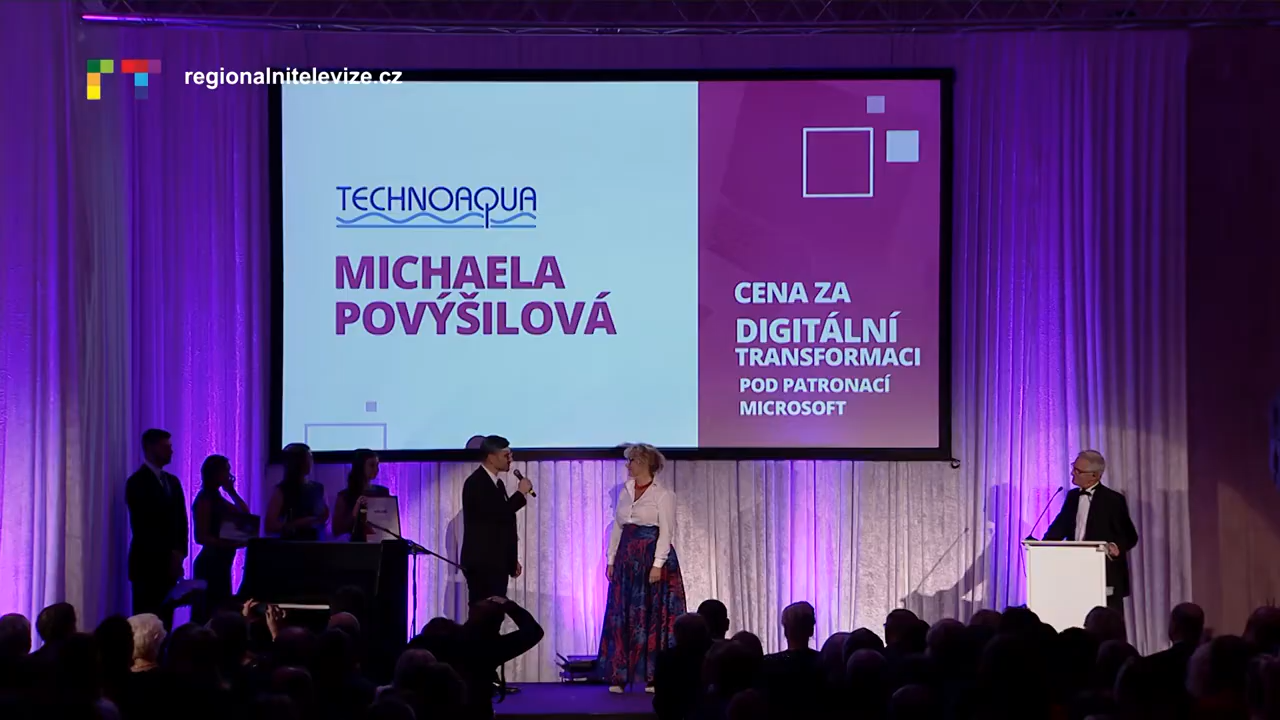 regionalnitelevize.cz
TECHNOAQUA
MICHAELA
POVÝŠILOVÁ
CENA ZA
DIGITÁLNÍ
TRANSFORMACI
POD PATRONACÍ
MICROSOFT